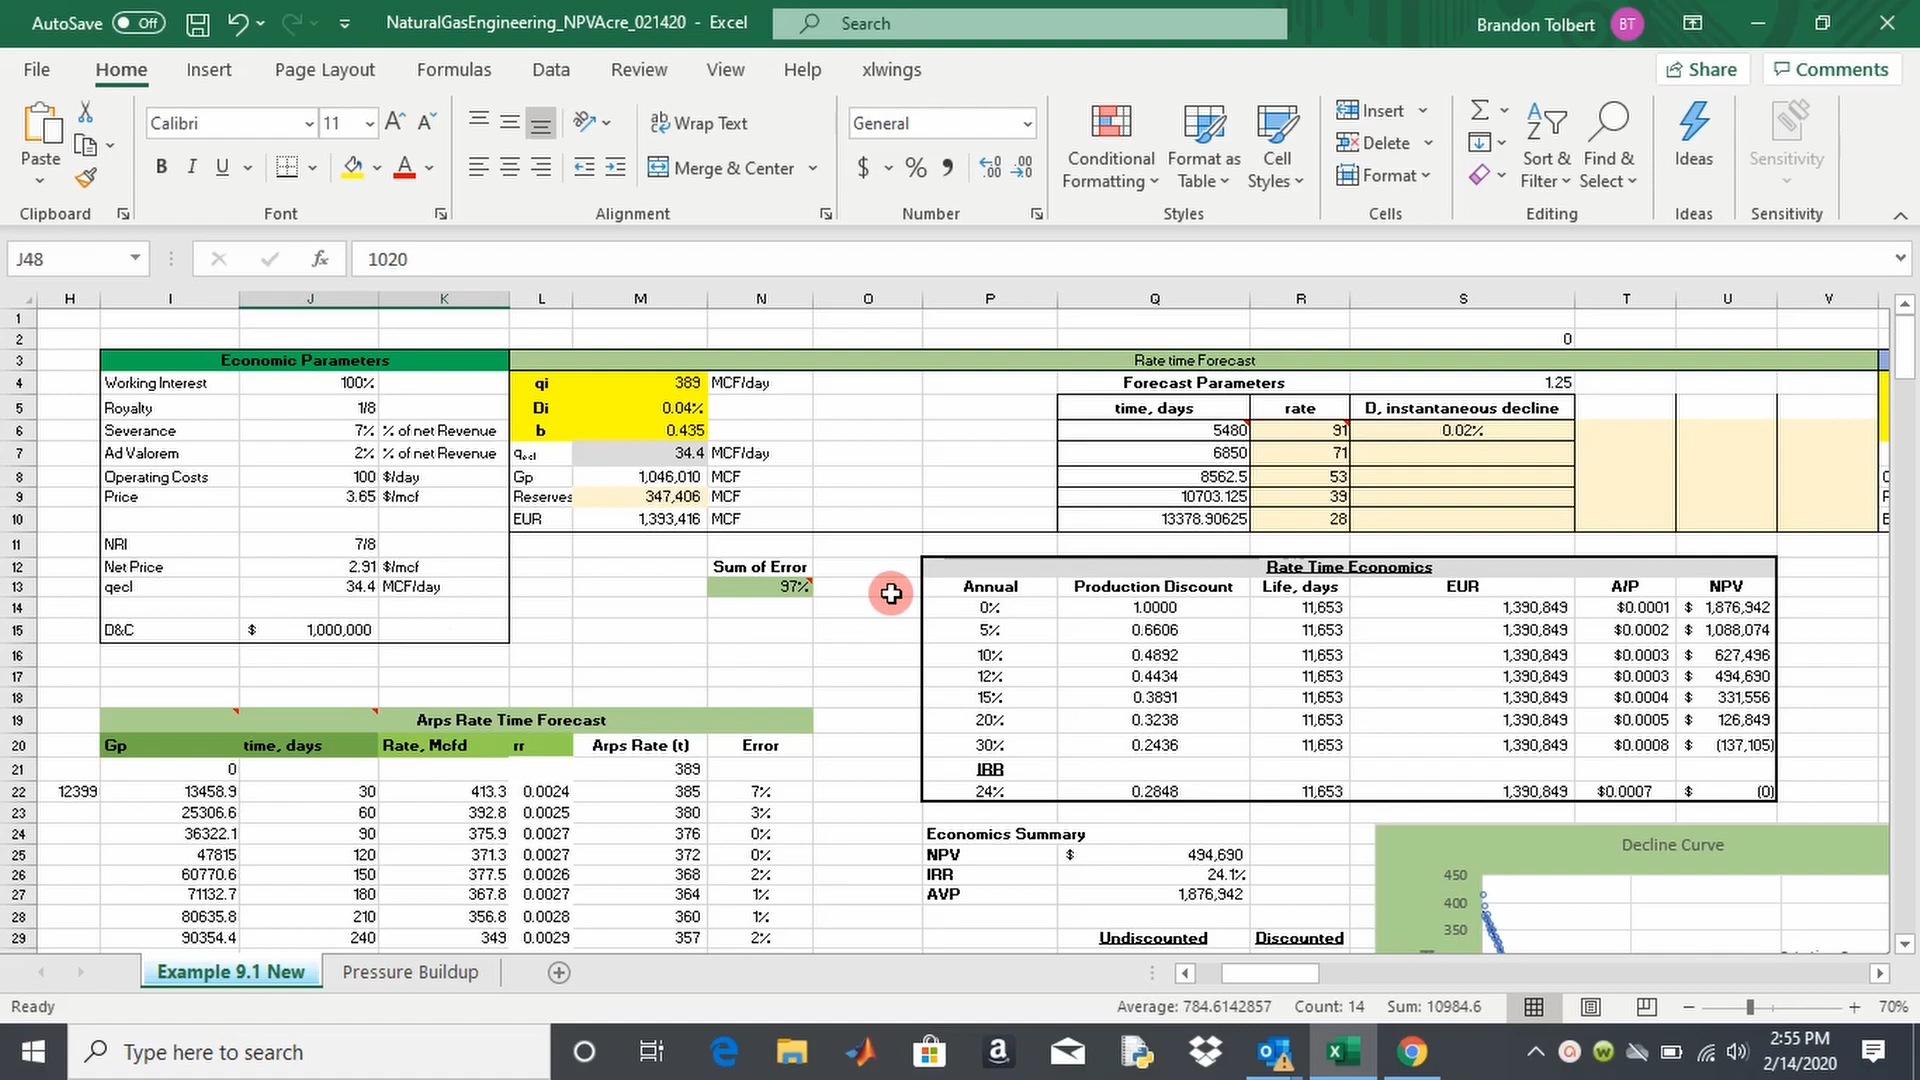 AutoSave Off NaturalGasEngineering_NPVAcre_021420 - Excel Search Brandon Tolbert BT
File Home Insert Page Layout Formulas Data Review View Help xlwings Share Comments
Calibri 11 A A ab Wrap Text General Insert
Paste B I U A Merge & Center $ % , Conditional Formatting Format as Table Cell Styles Delete Format Sort & Filter Find & Select Ideas Sensitivity
Clipboard Font Alignment Number Styles Cells Editing Ideas Sensitivity
J48 fx 1020
H I J K L M N O P Q R S T U V
1
2 0
3 Economic Parameters Rate time Forecast
4 Working Interest 100% qi 389 MCF/day Forecast Parameters 1.25
5 Royalty 1/8 Di 0.04% time, days rate D, instantaneous decline
6 Severance 7% % of net Revenue b 0.435 5480 91 0.02%
7 Ad Valorem 2% % of net Revenue qecl 34.4 MCF/day 6850 71
8 Operating Costs 100 $/day Gp 1,046,010 MCF 8562.5 53
9 Price 3.65 $/mcf Reserves 347,406 MCF 10703.125 39
10 EUR 1,393,416 MCF 13378.90625 28
11 NRI 7/8
12 Net Price 2.91 $/mcf Sum of Error Rate Time Economics
13 qecl 34.4 MCF/day 97% Annual Production Discount Life, days EUR A/P NPV
14 0% 1.0000 11,653 1,390,849 $0.0001 $ 1,876,942
15 D&C $ 1,000,000 5% 0.6606 11,653 1,390,849 $0.0002 $ 1,088,074
16 10% 0.4892 11,653 1,390,849 $0.0003 $ 627,496
17 12% 0.4434 11,653 1,390,849 $0.0003 $ 494,690
18 15% 0.3891 11,653 1,390,849 $0.0004 $ 331,556
19 Arps Rate Time Forecast 20% 0.3238 11,653 1,390,849 $0.0005 $ 126,849
20 Gp time, days Rate, Mcfd rr Arps Rate (t) Error 30% 0.2436 11,653 1,390,849 $0.0008 $ (137,105)
21 0 389 IRR
22 12399 13458.9 30 413.3 0.0024 385 7% 24% 0.2848 11,653 1,390,849 $0.0007 $ (0)
23 25306.6 60 392.8 0.0025 380 3%
24 36322.1 90 375.9 0.0027 376 0% Economics Summary Decline Curve
25 47815 120 371.3 0.0027 372 0% NPV $ 494,690 450
26 60770.6 150 377.5 0.0026 368 2% IRR 24.1%
27 71132.7 180 367.8 0.0027 364 1% AVP 1,876,942 400
28 80635.8 210 356.8 0.0028 360 1% 350
29 90354.4 240 349 0.0029 357 2% Undiscounted Discounted
Example 9.1 New Pressure Buildup
Ready Average: 784.6142857 Count: 14 Sum: 10984.6 70%
Type here to search 2:55 PM
2/14/2020